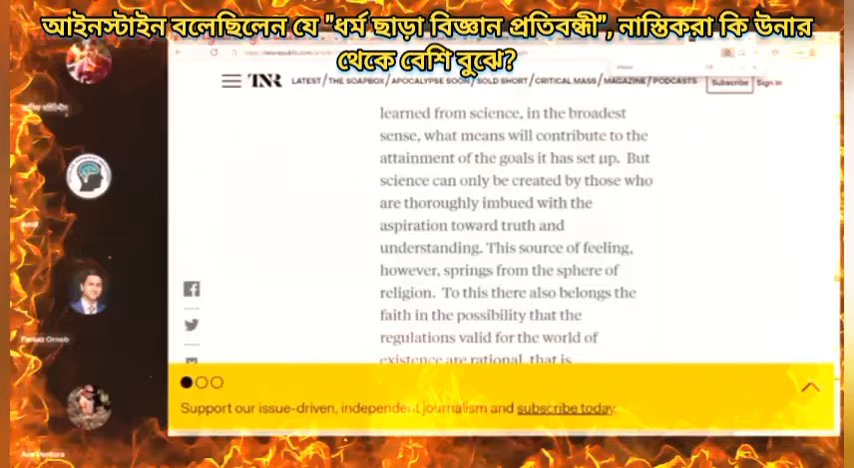 আইনস্টাইন বলেছিলেন যে "ধর্ম ছাড়া বিজ্ঞান প্রতিবন্ধী", নাস্তিকরা কি উনার
থেকে বেশি বুঝে?
TNR LATEST / THE SOAPBOX / APOCALYPSE SOON / SOLD SHORT / CRITICAL MASS / MAGAZINE / PODCASTS Subscribe Sign In
learned from science, in the broadest
sense, what means will contribute to the
attainment of the goals it has set up. But
science can only be created by those who
are thoroughly imbued with the
aspiration toward truth and
understanding. This source of feeling,
however, springs from the sphere of
religion. To this there also belongs the
faith in the possibility that the
regulations valid for the world of
existence are rational, that is
Support our issue-driven, independent journalism and subscribe today.